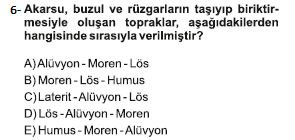 6- Akarsu, buzul ve rüzgarların taşıyıp biriktir-
mesiyle oluşan topraklar, aşağıdakilerden
hangisinde sırasıyla verilmiştir?
A) Alüvyon - Moren - Lös
B) Moren - Lös - Humus
C) Laterit - Alüvyon - Lös
D) Lös - Alüvyon - Moren
E) Humus - Moren - Alüvyon